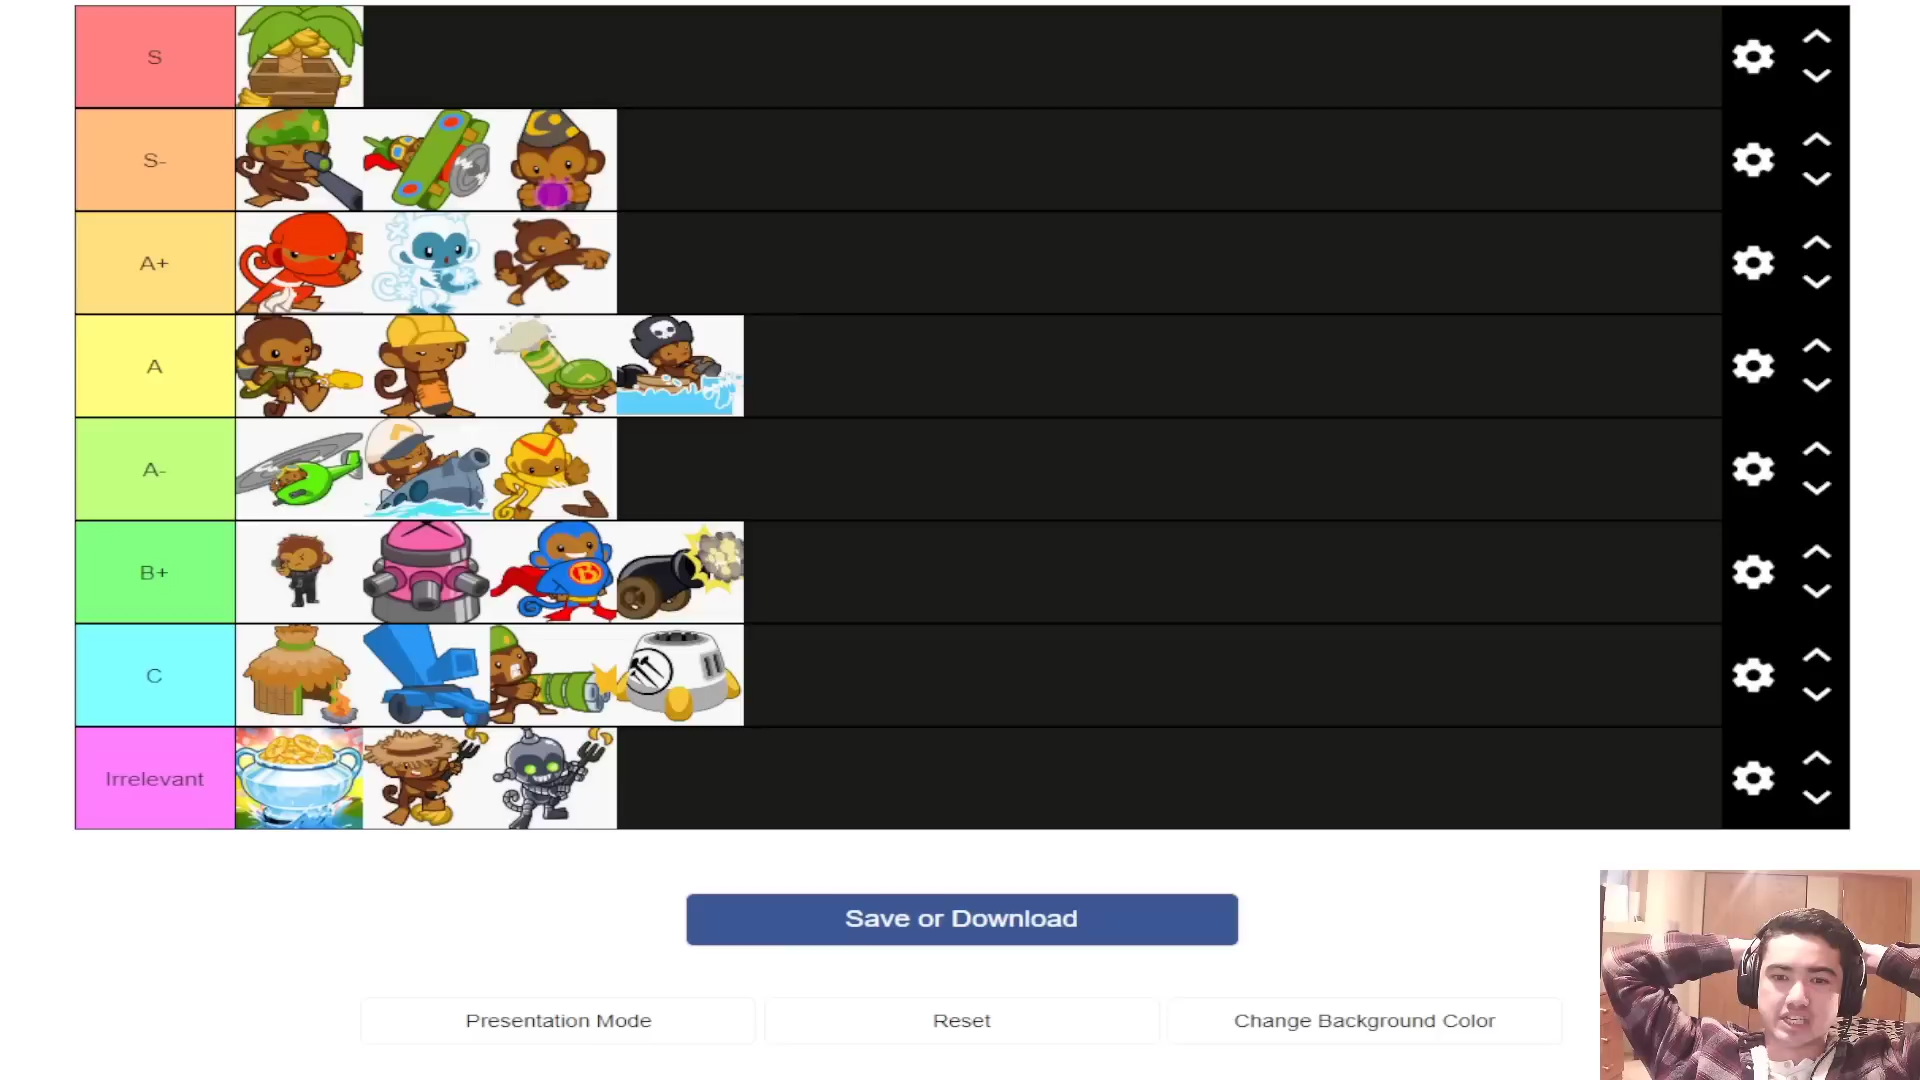 S
S-
A+
A
A-
B+
B
C
Irrelevant
Save or Download
Presentation Mode
Reset
Change Background Color